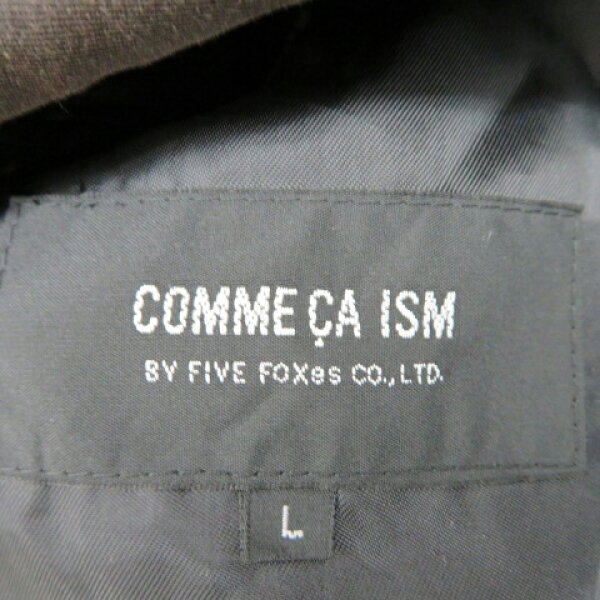 COMME ÇA ISM
BY FIVE FOXes CO.,LTD.
L